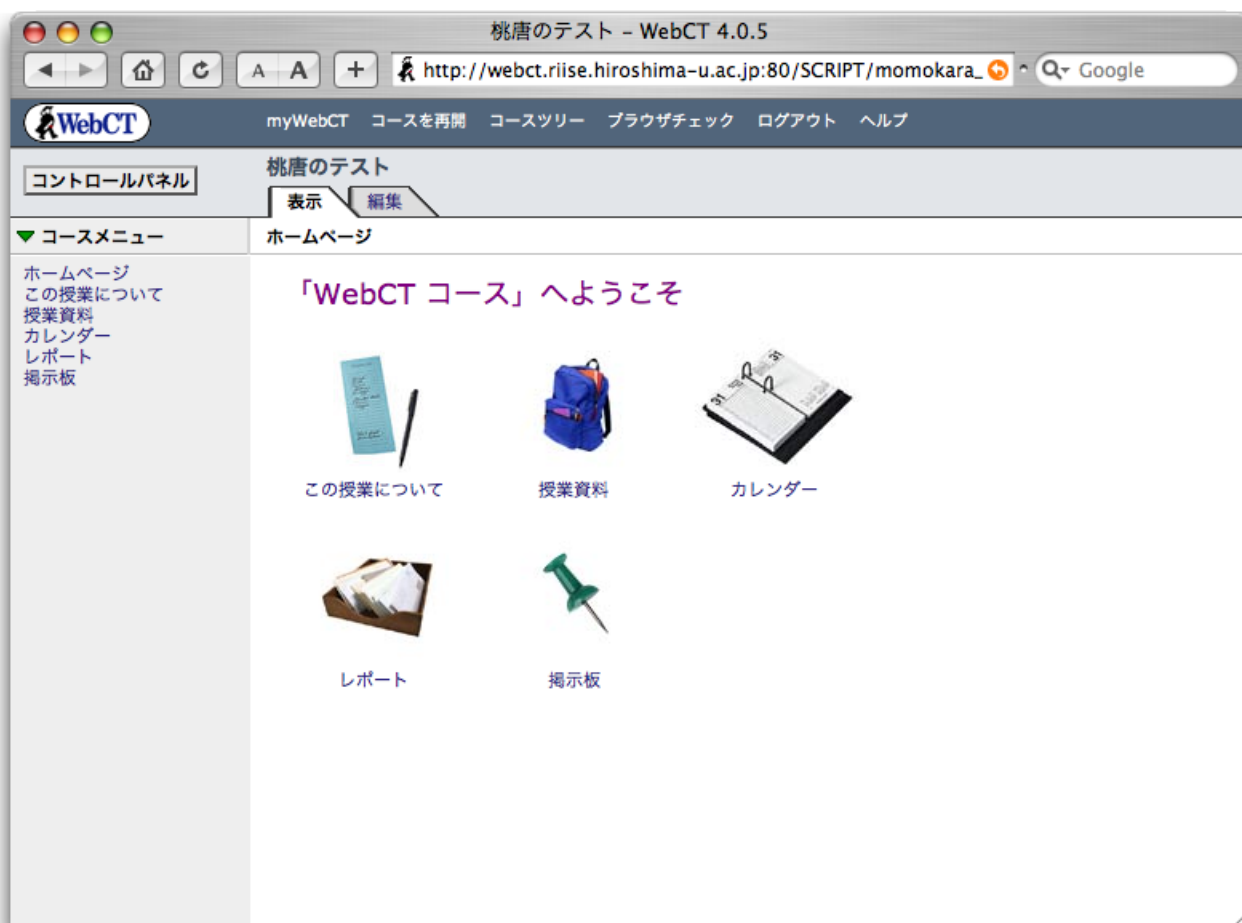 桃唐のテスト – WebCT 4.0.5
A A + http://webct.riise.hiroshima-u.ac.jp:80/SCRIPT/momokara_ Google
WebCT myWebCT コースを再開 コースツリー ブラウザチェック ログアウト ヘルプ
コントロールパネル
桃唐のテスト
表示 編集
コースメニュー
ホームページ
ホームページ
この授業について
授業資料
カレンダー
レポート
掲示板
「WebCT コース」へようこそ
31 31
この授業について 授業資料 カレンダー
レポート 掲示板